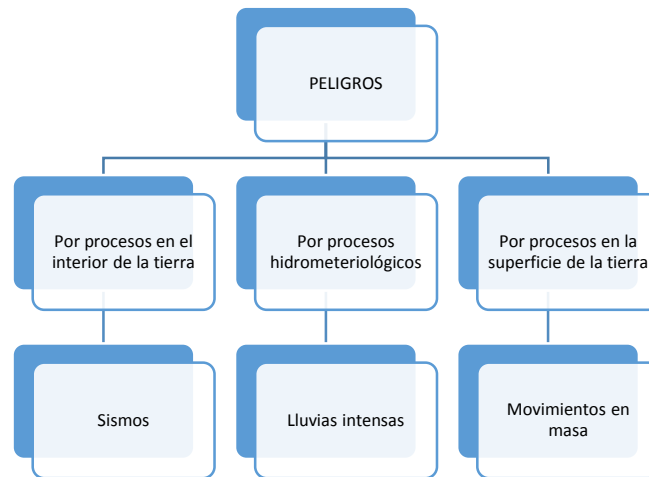 PELIGROS
Por procesos en el
interior de la tierra
Por procesos
hidrometeriológicos
Por procesos en la
superficie de la tierra
Sismos
Lluvias intensas
Movimientos en
masa